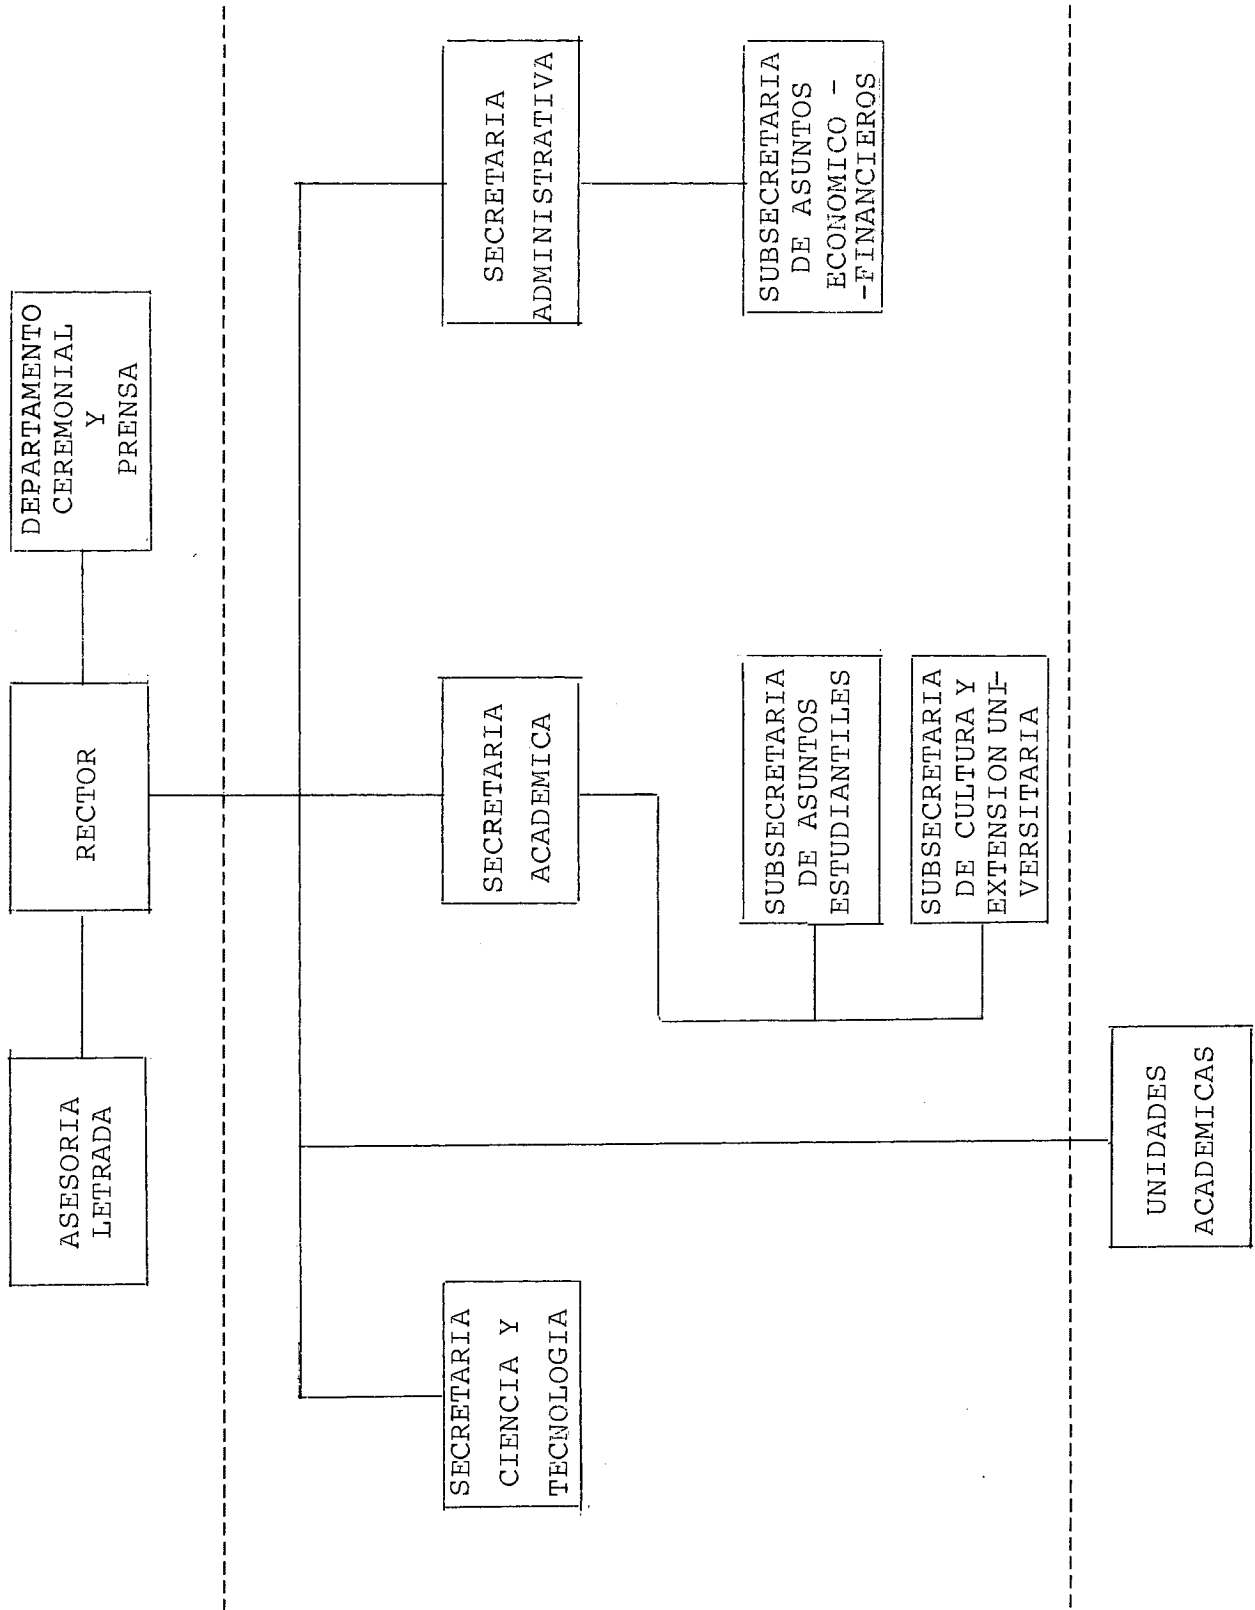 ASESORIA
LETRADA
RECTOR
DEPARTAMENTO
CEREMONIAL
Y
PRENSA
SECRETARIA
CIENCIA Y
TECNOLOGIA
SECRETARIA
ACADEMICA
SECRETARIA
ADMINISTRATIVA
SUBSECRETARIA
DE ASUNTOS
ESTUDIANTILES
SUBSECRETARIA
DE ASUNTOS
ECONOMICO -
-FINANCIEROS
SUBSECRETARIA
DE CULTURA Y
EXTENSION UNI-
VERSITARIA
UNIDADES
ACADEMICAS